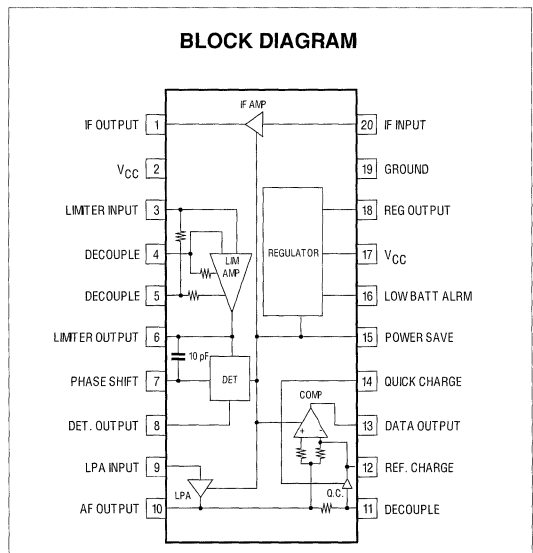 BLOCK DIAGRAM
IF AMP
IF OUTPUT 1
20 IF INPUT
VCC 2
19 GROUND
LIMITER INPUT 3
18 REG OUTPUT
DECOUPLE 4
LIM
AMP
REGULATOR
17 VCC
DECOUPLE 5
16 LOW BATT ALRM
LIMITER OUTPUT 6
15 POWER SAVE
10 pF
PHASE SHIFT 7
DET
14 QUICK CHARGE
COMP
DET. OUTPUT 8
+ -
13 DATA OUTPUT
LPA INPUT 9
12 REF. CHARGE
LPA
Q.C.
AF OUTPUT 10
11 DECOUPLE